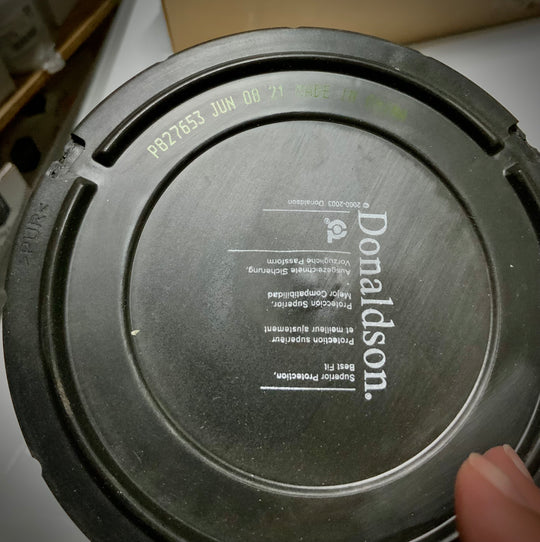 P827653 JUN 08 21 MADE IN
>PUR<
Donaldson.
Superior Protection,
Best Fit
Protection supérieur
et meilleur ajustement
Protección Superior.
Mejor Compatibilidad
Ausgezeichnete Sicherung.
Vorzügliche Passform
© 2000-2003 Donaldson